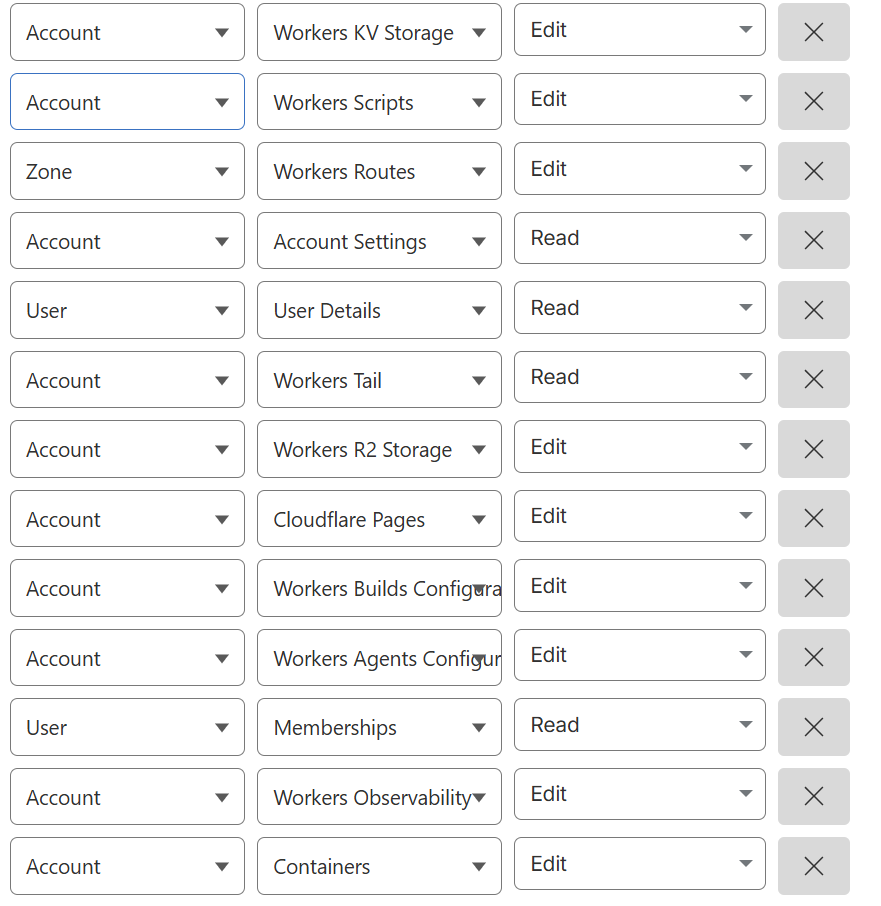 Account Workers KV Storage Edit
Account Workers Scripts Edit
Zone Workers Routes Edit
Account Account Settings Read
User User Details Read
Account Workers Tail Read
Account Workers R2 Storage Edit
Account Cloudflare Pages Edit
Account Workers Builds Configura Edit
Account Workers Agents Configur Edit
User Memberships Read
Account Workers Observability Edit
Account Containers Edit